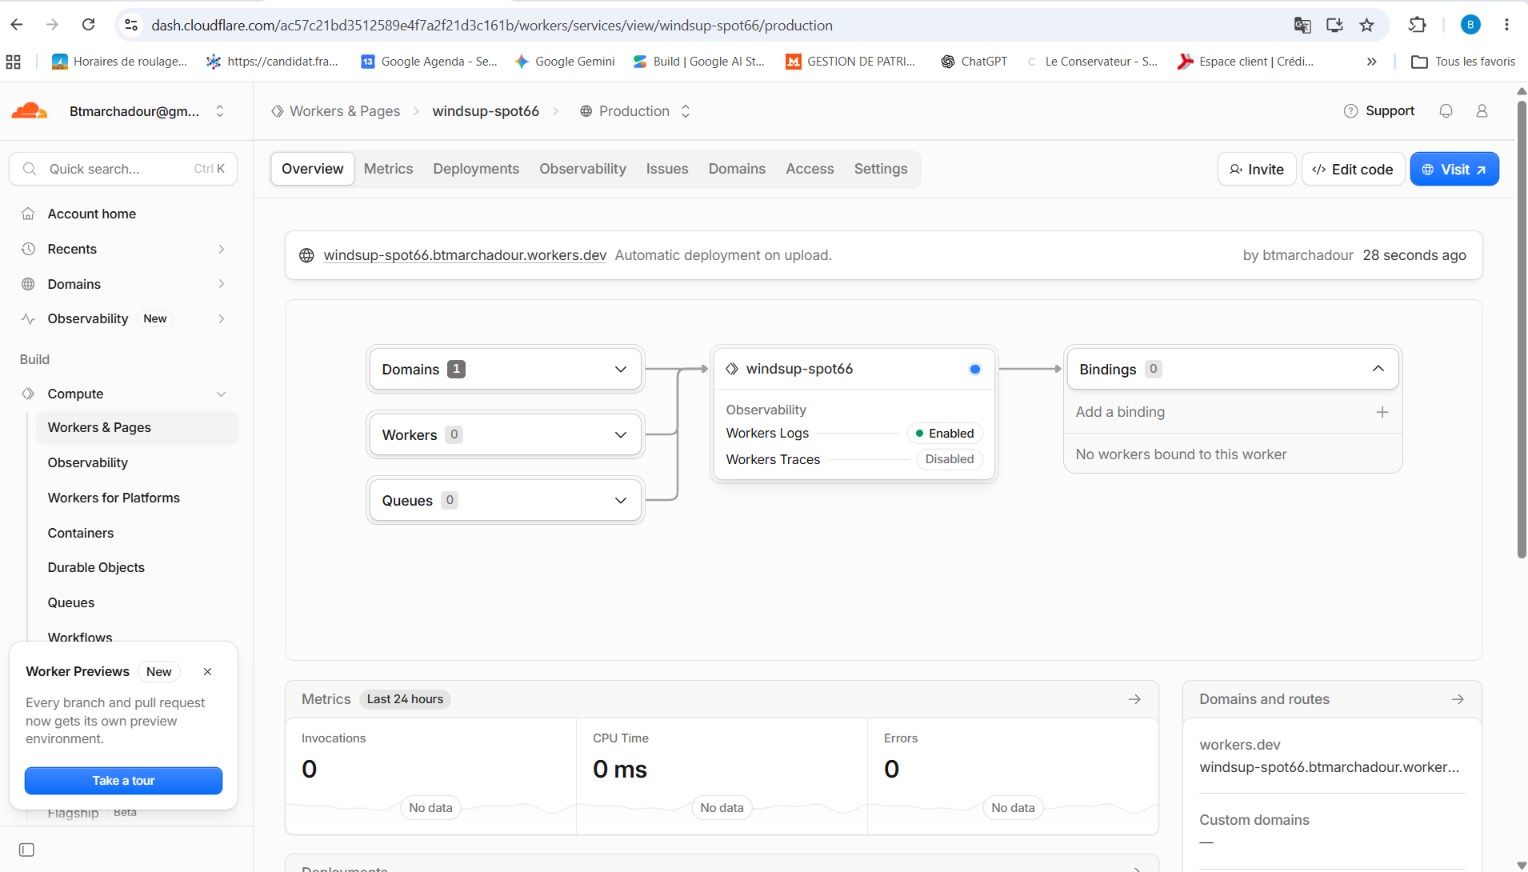 dash.cloudflare.com/ac57c21bd3512589e4f7a2f21d3c161b/workers/services/view/windsup-spot66/production
B
Horaires de roulage...
https://candidat.fra...
13 Google Agenda - Se...
Google Gemini
Build | Google AI St...
GESTION DE PATRI...
ChatGPT
C Le Conservateur - S...
Espace client | Crédi...
»
Tous les favoris
Btmarchadour@gm...
Workers & Pages
windsup-spot66
Production
Support
Quick search... Ctrl K
Overview
Metrics
Deployments
Observability
Issues
Domains
Access
Settings
Invite
</> Edit code
Visit
Account home
Recents
Domains
Observability New
Build
Compute
Workers & Pages
Observability
Workers for Platforms
Containers
Durable Objects
Queues
Workflows
Worker Previews New
Every branch and pull request
now gets its own preview
environment.
Take a tour
Flagship Beta
windsup-spot66.btmarchadour.workers.dev Automatic deployment on upload.
by btmarchadour 28 seconds ago
Domains 1
Workers 0
Queues 0
windsup-spot66
Observability
Workers Logs Enabled
Workers Traces Disabled
Bindings 0
Add a binding
No workers bound to this worker
Metrics Last 24 hours
Invocations
0
No data
CPU Time
0 ms
No data
Errors
0
No data
Deployments
Domains and routes
workers.dev
windsup-spot66.btmarchadour.worker...
Custom domains
—